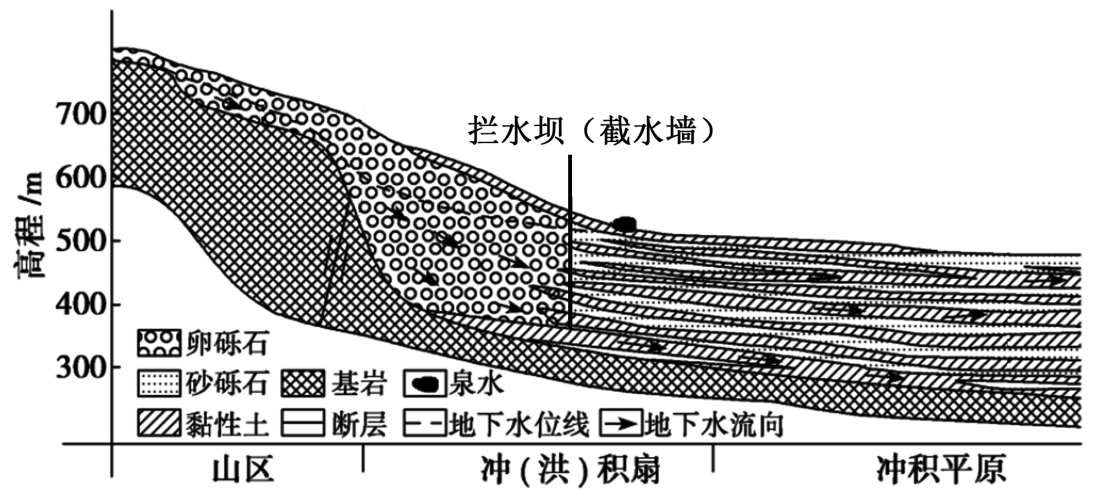 拦水坝（截水墙）
高程/m
700
600
500
400
300
卵砾石
砂砾石 基岩 泉水
黏性土 断层 地下水位线 地下水流向
山区 冲(洪)积扇 冲积平原